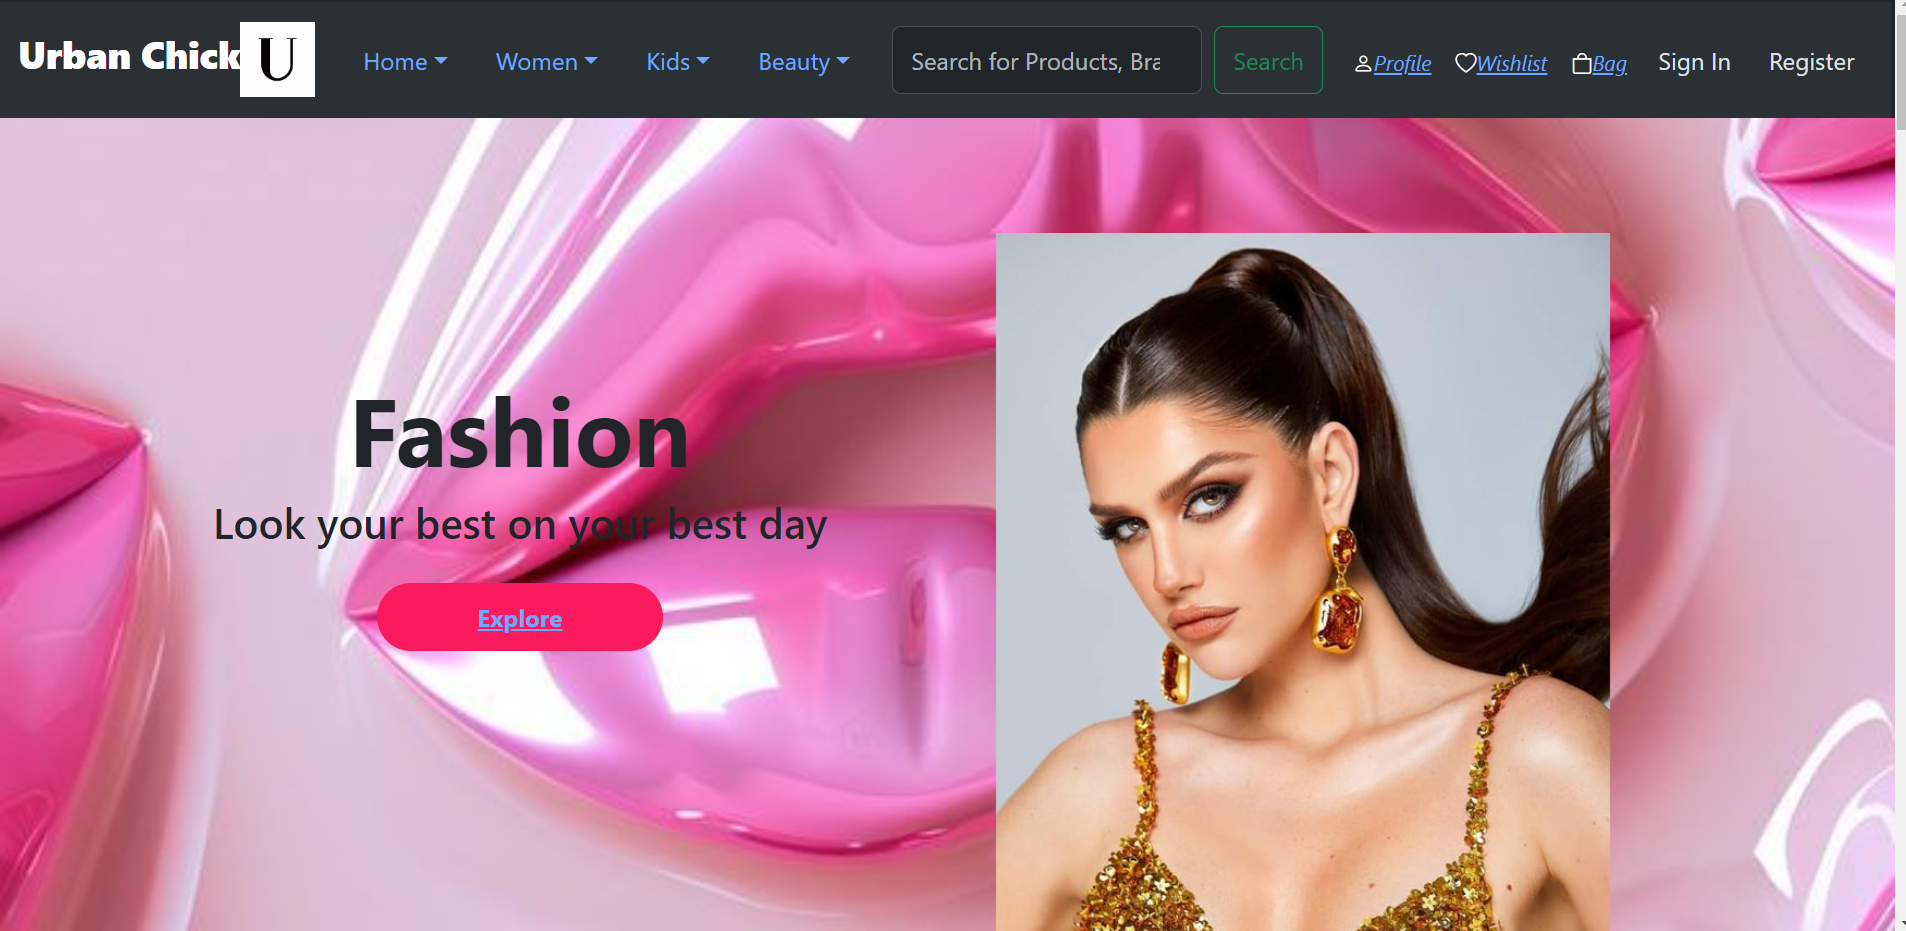 Urban Chick U Home Women Kids Beauty Search for Products, Bra Search Profile Wishlist Bag Sign In Register
Fashion
Look your best on your best day
Explore